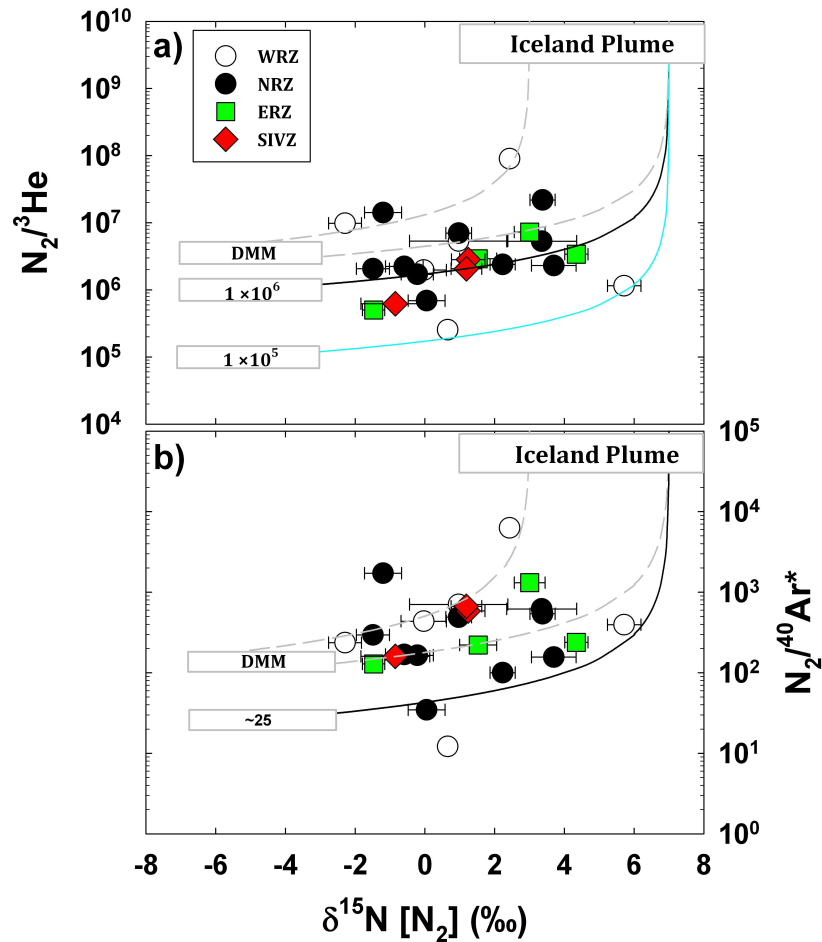 a)
Iceland Plume
WRZ
NRZ
ERZ
SIVZ
10¹⁰
10⁹
10⁸
10⁷
10⁶
10⁵
10⁴
N₂/³He
DMM
1 ×10⁶
1 ×10⁵
b)
Iceland Plume
10⁵
10⁴
10³
10²
10¹
10⁰
N₂/⁴⁰Ar*
DMM
~25
-8 -6 -4 -2 0 2 4 6 8
δ¹⁵N [N₂] (‰)